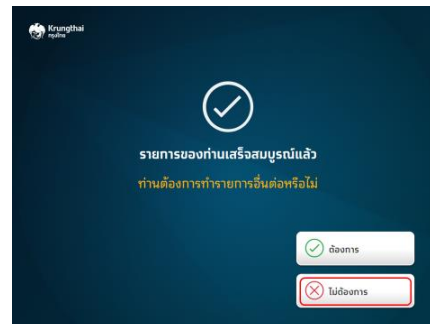 Krungthai
กรุงไทย
รายการของท่านเสร็จสมบูรณ์แล้ว
ท่านต้องการทำรายการอื่นต่อหรือไม่
ต้องการ
ไม่ต้องการ